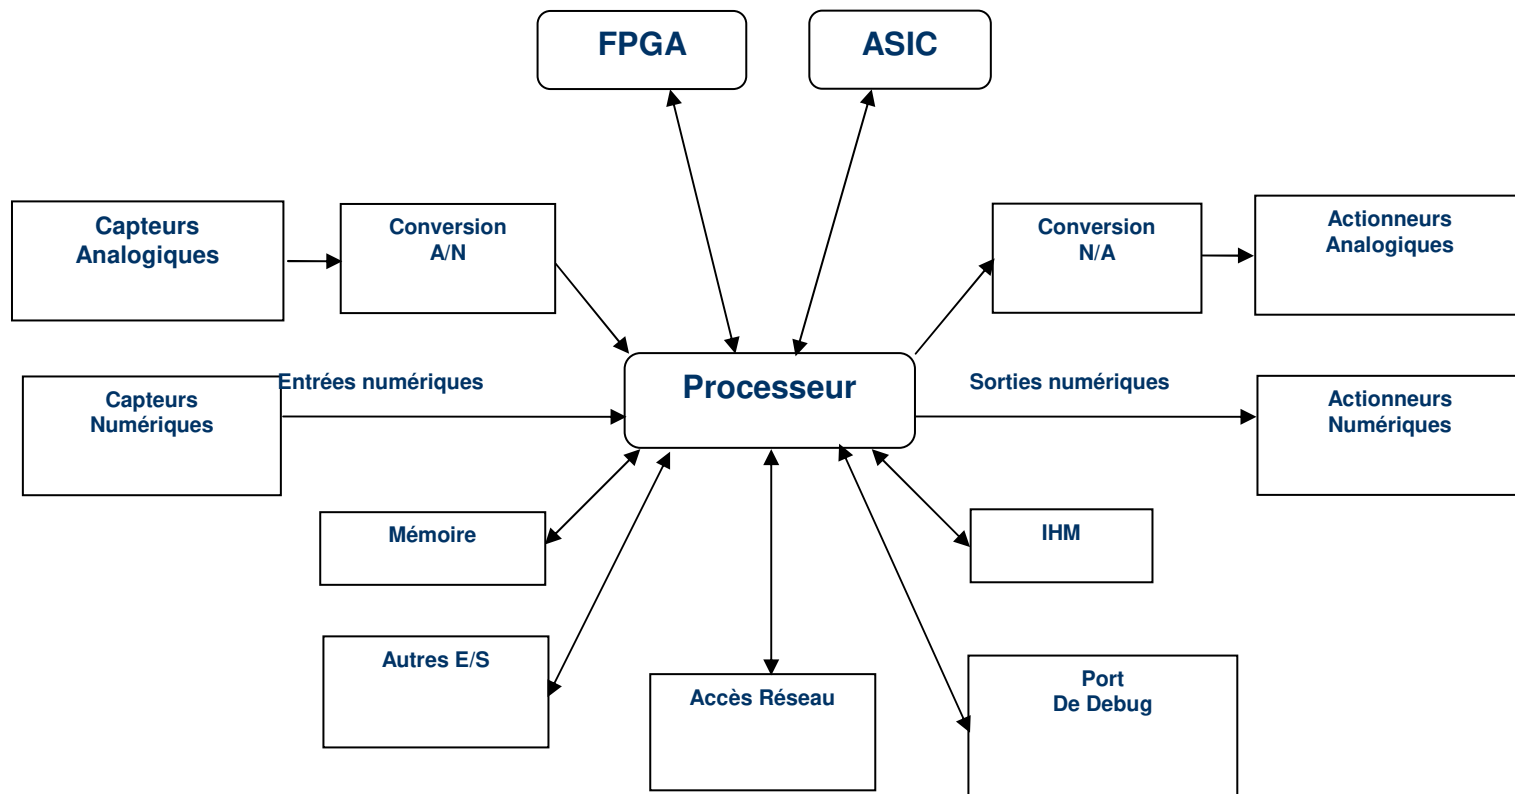 FPGA
ASIC
Capteurs
Analogiques
Conversion
A/N
Conversion
N/A
Actionneurs
Analogiques
Capteurs
Numériques
Entrées numériques
Processeur
Sorties numériques
Actionneurs
Numériques
Mémoire
IHM
Autres E/S
Accès Réseau
Port
De Debug